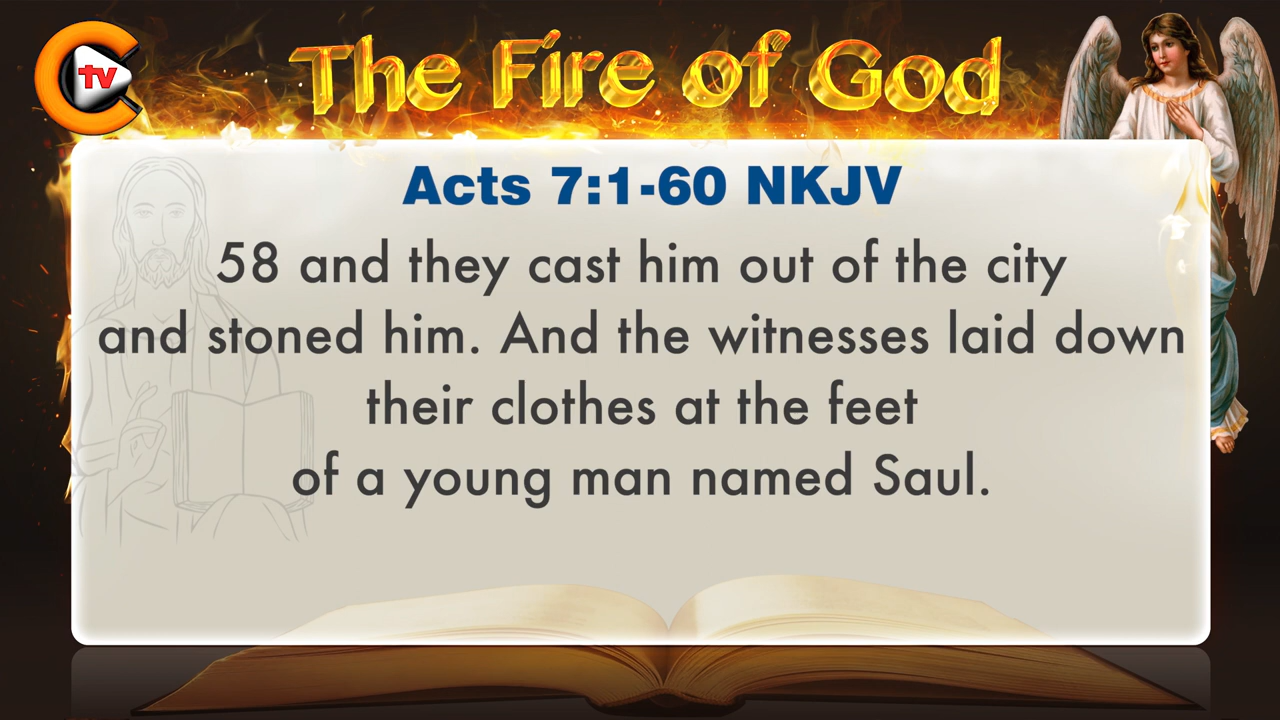 tv
The Fire of God
Acts 7:1-60 NKJV
58 and they cast him out of the city
and stoned him. And the witnesses laid down
their clothes at the feet
of a young man named Saul.